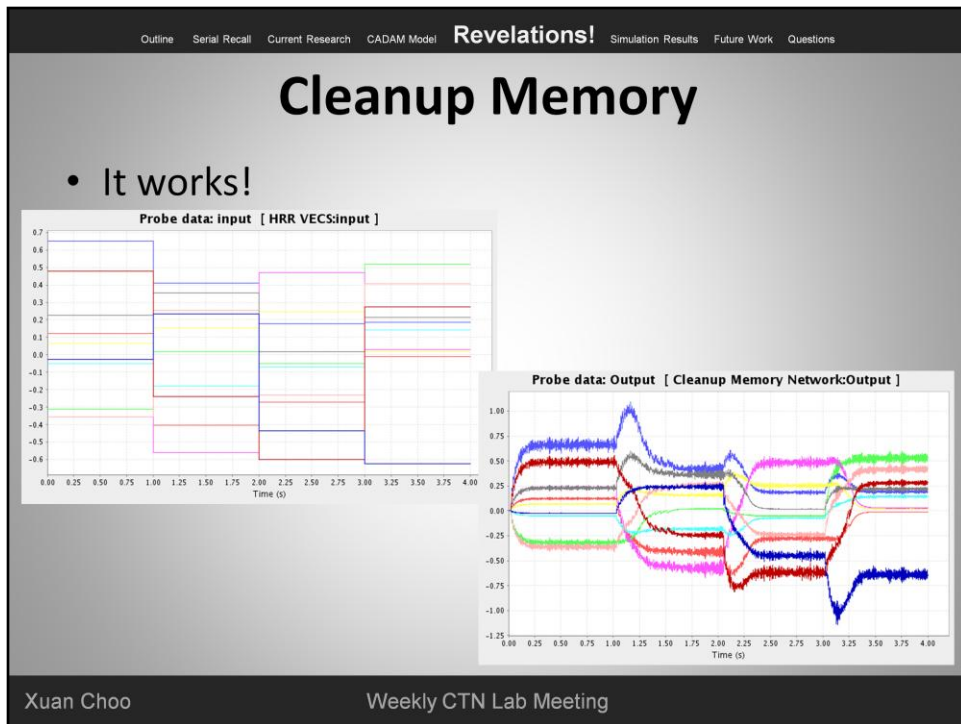 Outline Serial Recall Current Research CADAM Model Revelations! Simulation Results Future Work Questions
Cleanup Memory
• It works!
Probe data: input [ HRR VECS:input ]
0.7
0.6
0.5
0.4
0.3
0.2
0.1
0.0
-0.1
-0.2
-0.3
-0.4
-0.5
-0.6
0.00 0.25 0.50 0.75 1.00 1.25 1.50 1.75 2.00 2.25 2.50 2.75 3.00 3.25 3.50 3.75 4.00
Time (s)
Probe data: Output [ Cleanup Memory Network:Output ]
1.00
0.75
0.50
0.25
0.00
-0.25
-0.50
-0.75
-1.00
-1.25
0.00 0.25 0.50 0.75 1.00 1.25 1.50 1.75 2.00 2.25 2.50 2.75 3.00 3.25 3.50 3.75 4.00
Time (s)
Xuan Choo Weekly CTN Lab Meeting